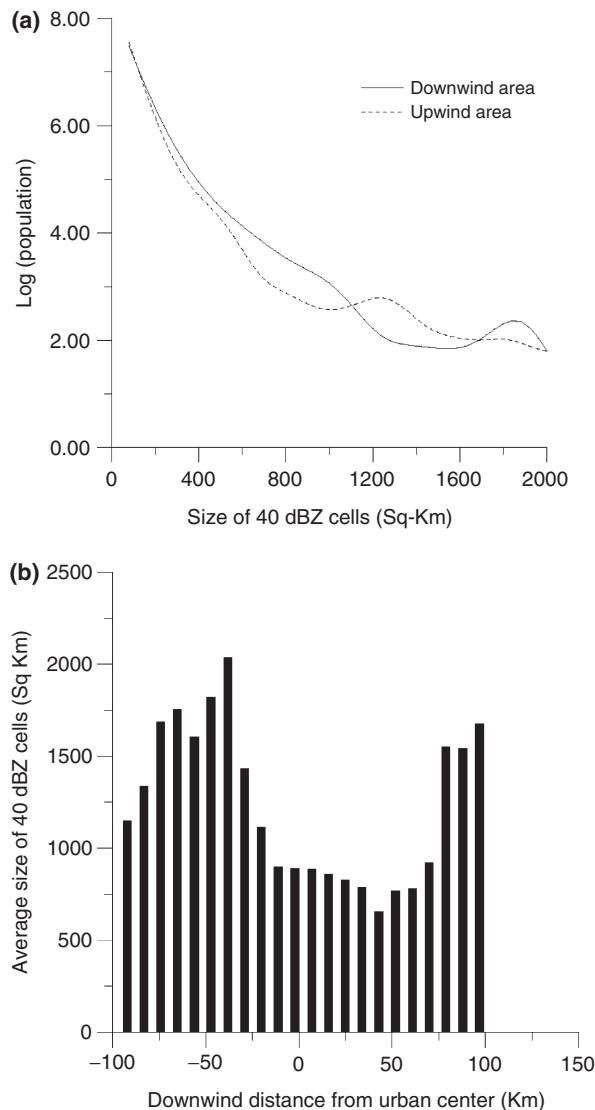 (a)
8.00
6.00
4.00
2.00
0.00
Log (population)
Downwind area
Upwind area
0 400 800 1200 1600 2000
Size of 40 dBZ cells (Sq-Km)
(b)
2500
2000
1500
1000
500
0
Average size of 40 dBZ cells (Sq Km)
−100 −50 0 50 100 150
Downwind distance from urban center (Km)